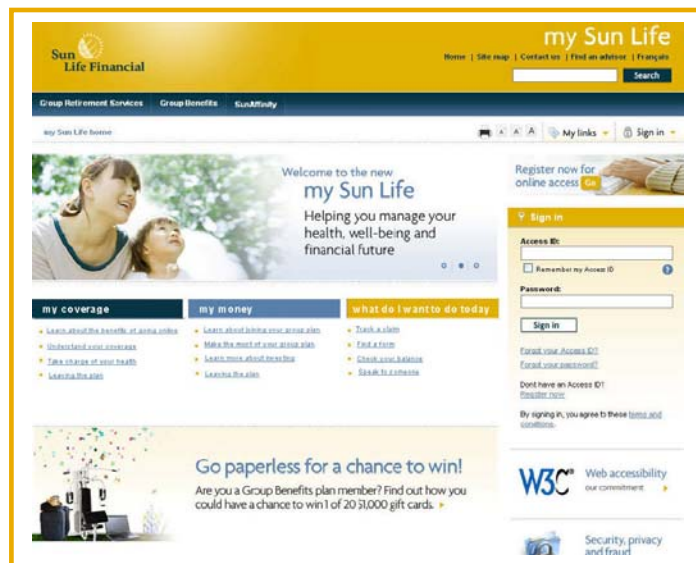 my Sun Life
Sun
Life Financial
Home | Site map | Contact us | Find an advisor | Français
Search
Group Retirement Services Group Benefits SunAffinity
my Sun Life home
A A A My links Sign in
Welcome to the new
my Sun Life
Helping you manage your
health, well-being and
financial future
Register now for
online access Go
Sign in
Access ID:
Remember my Access ID
?
Password:
Sign in
Forgot your Access ID?
Forgot your password?
Dont have an Access ID?
Register now
By signing in, you agree to these terms and
conditions.
my coverage
Learn about the benefits of going online
Understand your coverage
Take charge of your health
Leaving the plan
my money
Learn about joining your group plan
Make the most of your group plan
Learn more about investing
Leaving the plan
what do I want to do today
Track a claim
Find a form
Check your balance
Speak to someone
Go paperless for a chance to win!
Are you a Group Benefits plan member? Find out how you
could have a chance to win 1 of 20 $1,000 gift cards.
W3C® Web accessibility
our commitment
Security, privacy
and fraud